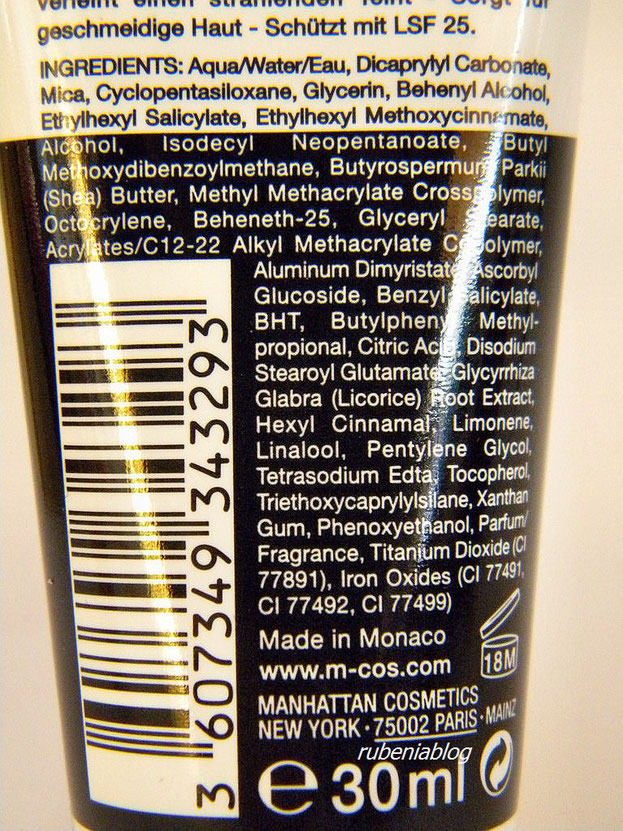 geschmeidige Haut - Schützt mit LSF 25.
INGREDIENTS: Aqua/Water/Eau, Dicaprylyl Carbonate,
Mica, Cyclopentasiloxane, Glycerin, Behenyl Alcohol,
Ethylhexyl Salicylate, Ethylhexyl Methoxycinnamate,
Alcohol, Isodecyl Neopentanoate, Butyl
Methoxydibenzoylmethane, Butyrospermum Parkii
(Shea) Butter, Methyl Methacrylate Crosspolymer,
Octocrylene, Beheneth-25, Glyceryl Stearate,
Acrylates/C12-22 Alkyl Methacrylate Copolymer,
Aluminum Dimyristate, Ascorbyl
Glucoside, Benzyl Salicylate,
BHT, Butylphenyl Methyl-
propional, Citric Acid, Disodium
Stearoyl Glutamate, Glycyrrhiza
Glabra (Licorice) Root Extract,
Hexyl Cinnamal, Limonene,
Linalool, Pentylene Glycol,
Tetrasodium Edta, Tocopherol,
Triethoxycaprylylsilane, Xanthan
Gum, Phenoxyethanol, Parfum/
Fragrance, Titanium Dioxide (CI
77891), Iron Oxides (CI 77491,
CI 77492, CI 77499)
Made in Monaco
www.m-cos.com
18M
MANHATTAN COSMETICS
NEW YORK · 75002 PARIS · MAINZ
rubeniablog
e 30ml
3 607349 343293